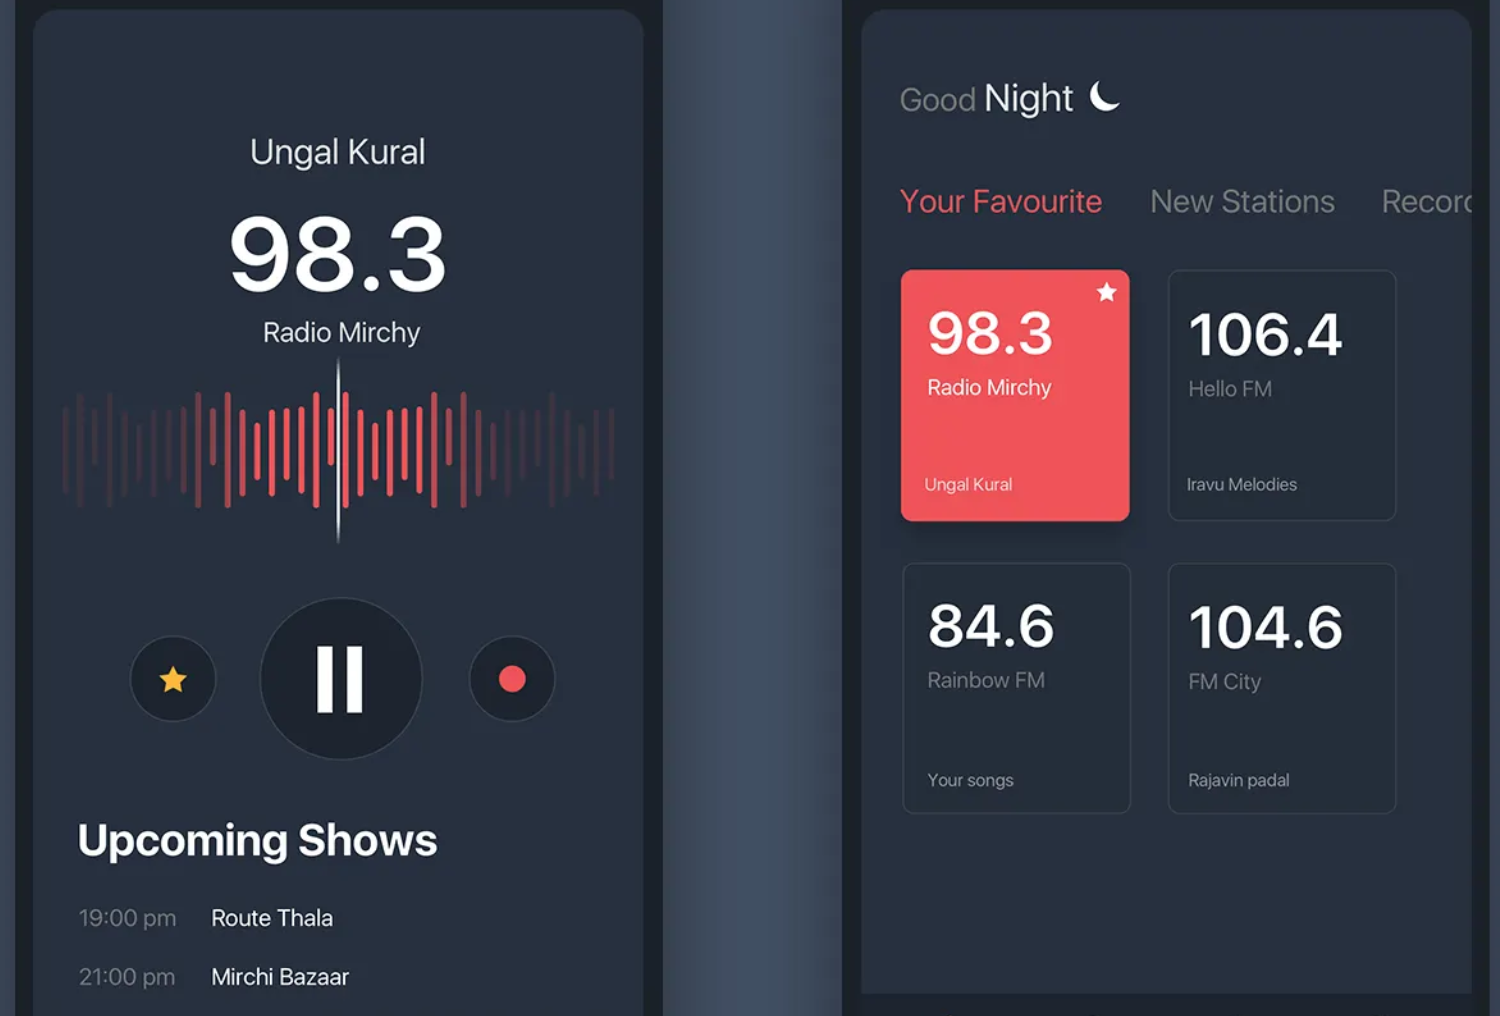 Ungal Kural
98.3
Radio Mirchy
Upcoming Shows
19:00 pm Route Thala
21:00 pm Mirchi Bazaar
Good Night
Your Favourite New Stations Record
98.3
Radio Mirchy
Ungal Kural
106.4
Hello FM
Iravu Melodies
84.6
Rainbow FM
Your songs
104.6
FM City
Rajavin padal